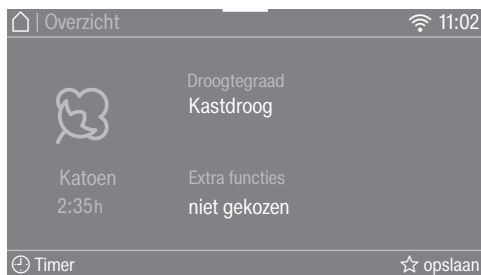 | Overzicht 11:02
Droogtegraad
Kastdroog
Katoen
2:35h
Extra functies
niet gekozen
Timer opslaan